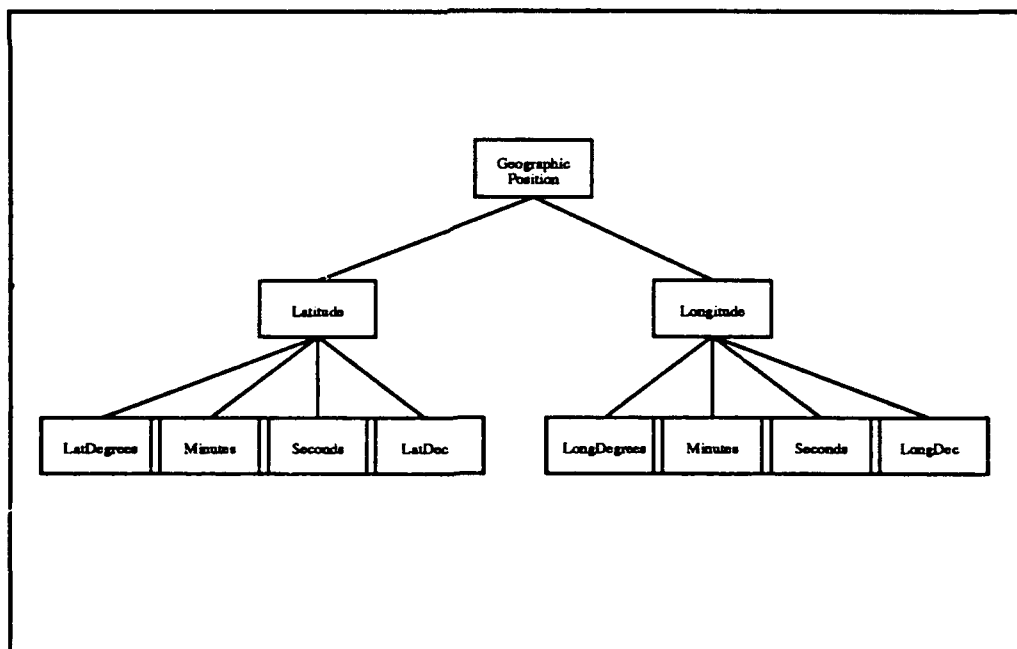 Geographic
Position
Latitude
Longitude
LatDegrees
Minutes
Seconds
LatDec
LongDegrees
Minutes
Seconds
LongDec